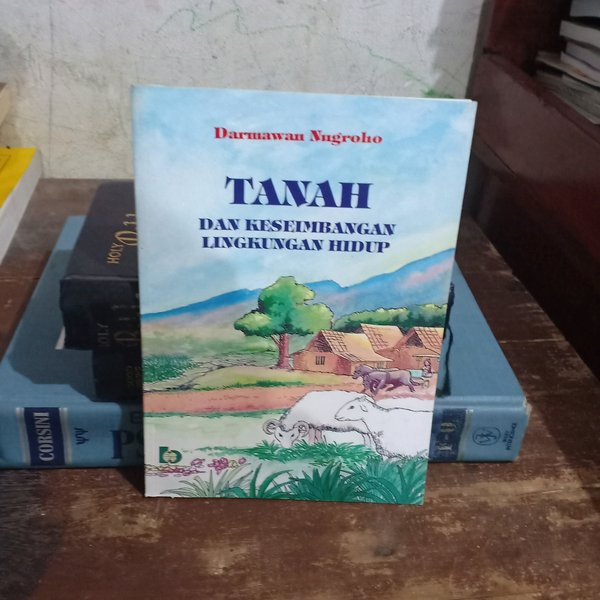 Darmawan Nugroho
TANAH
DAN KESEIMBANGAN
LINGKUNGAN HIDUP
HOLY
CORSINI